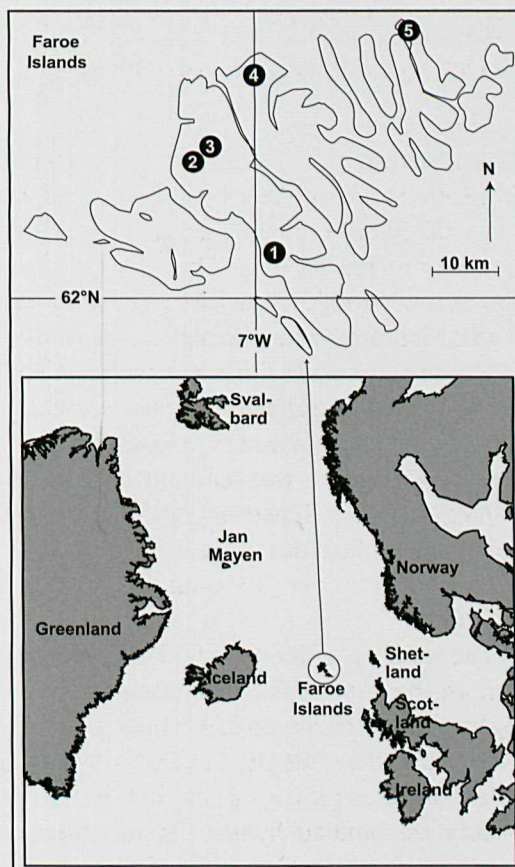 Faroe
Islands
5
4
3
2
N
1
10 km
62°N
7°W
Sval-
bard
Jan
Mayen
Norway
Greenland
Shet-
land
Iceland
Faroe
Islands
Scot-
land
Ireland